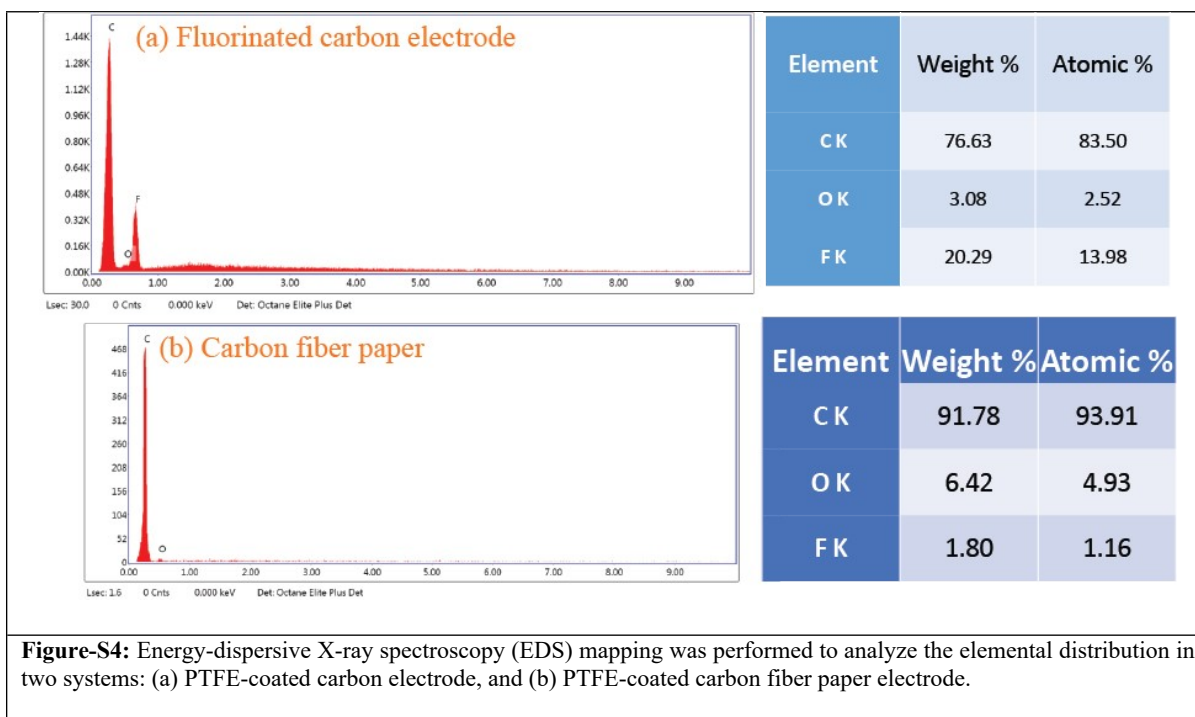 (a) Fluorinated carbon electrode
C
1.44K
1.28K
1.12K
0.96K
0.80K
0.64K
0.48K
F
0.32K
0.16K
O
0.00K
0.00 1.00 2.00 3.00 4.00 5.00 6.00 7.00 8.00 9.00
Lsec: 30.0 0 Cnts 0.000 keV Det: Octane Elite Plus Det
Element Weight % Atomic %
C K 76.63 83.50
O K 3.08 2.52
F K 20.29 13.98
(b) Carbon fiber paper
C
468
416
364
312
260
208
156
104
52
O
0
0.00 1.00 2.00 3.00 4.00 5.00 6.00 7.00 8.00 9.00
Lsec: 1.6 0 Cnts 0.000 keV Det: Octane Elite Plus Det
Element Weight % Atomic %
C K 91.78 93.91
O K 6.42 4.93
F K 1.80 1.16
Figure-S4: Energy-dispersive X-ray spectroscopy (EDS) mapping was performed to analyze the elemental distribution in
two systems: (a) PTFE-coated carbon electrode, and (b) PTFE-coated carbon fiber paper electrode.